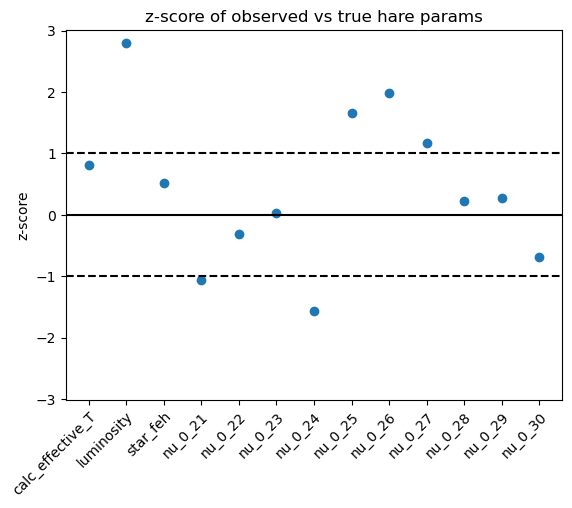 z-score of observed vs true hare params
3
2
1
0
−1
−2
−3
z-score
calc_effective_T
luminosity
star_feh
nu_0_21
nu_0_22
nu_0_23
nu_0_24
nu_0_25
nu_0_26
nu_0_27
nu_0_28
nu_0_29
nu_0_30